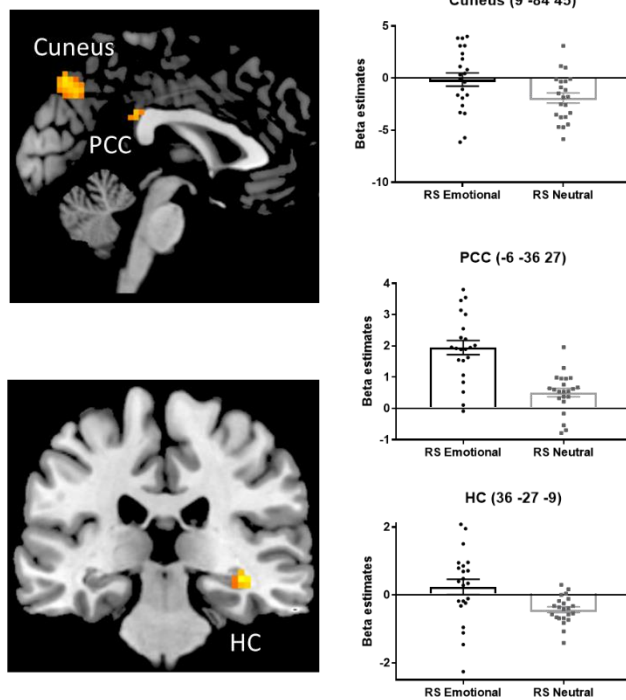 Cuneus
PCC
HC
Cuneus (9 -84 45)
Beta estimates
5
0
-5
-10
RS Emotional RS Neutral
PCC (-6 -36 27)
Beta estimates
4
3
2
1
0
-1
RS Emotional RS Neutral
HC (36 -27 -9)
Beta estimates
2
0
-2
RS Emotional RS Neutral